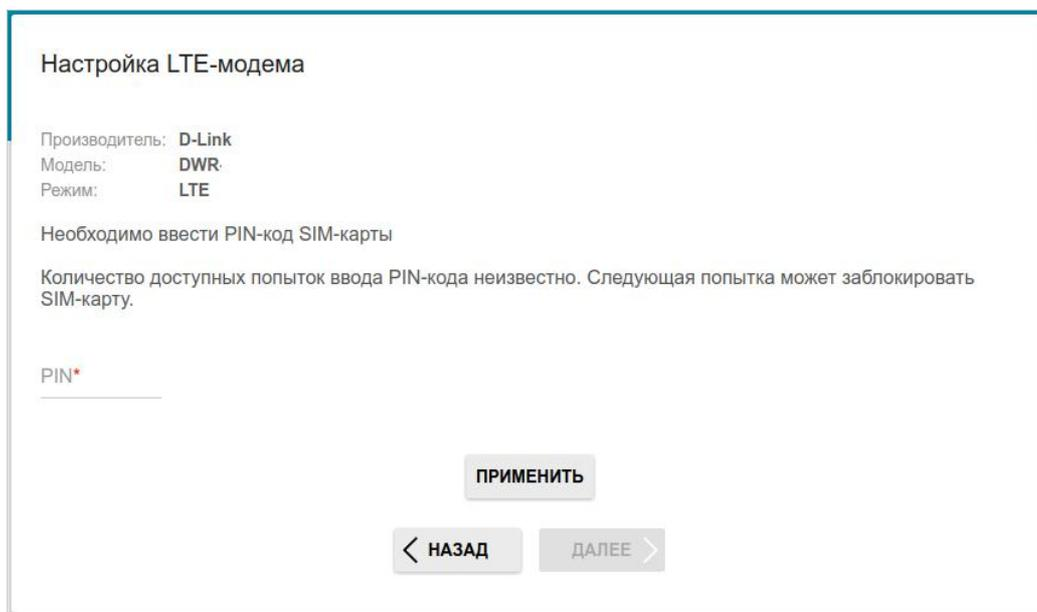 Настройка LTE-модема
Производитель: D-Link
Модель: DWR-
Режим: LTE
Необходимо ввести PIN-код SIM-карты
Количество доступных попыток ввода PIN-кода неизвестно. Следующая попытка может заблокировать
SIM-карту.
PIN*
ПРИМЕНИТЬ
НАЗАД ДАЛЕЕ